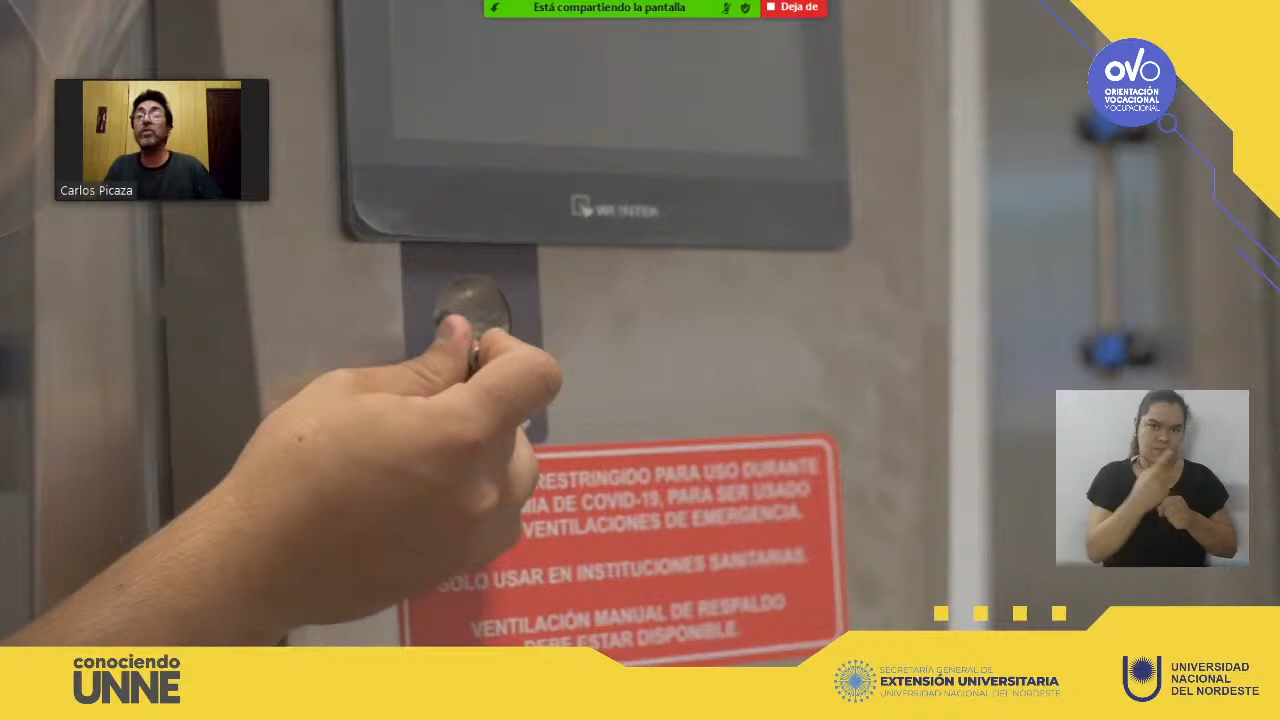 Está compartiendo la pantalla
Deja de
OVO
ORIENTACIÓN
VOCACIONAL
Y OCUPACIONAL
Carlos Picaza
WEINTEK
RESTRINGIDO PARA USO DURANTE
MIA DE COVID-19, PARA SER USADO
VENTILACIONES DE EMERGENCIA.
SOLO USAR EN INSTITUCIONES SANITARIAS.
VENTILACIÓN MANUAL DE RESPALDO
DEBE ESTAR DISPONIBLE.
conociendo
UNNE
SECRETARÍA GENERAL DE
EXTENSIÓN UNIVERSITARIA
UNIVERSIDAD NACIONAL DEL NORDESTE
UNIVERSIDAD
NACIONAL
DEL NORDESTE